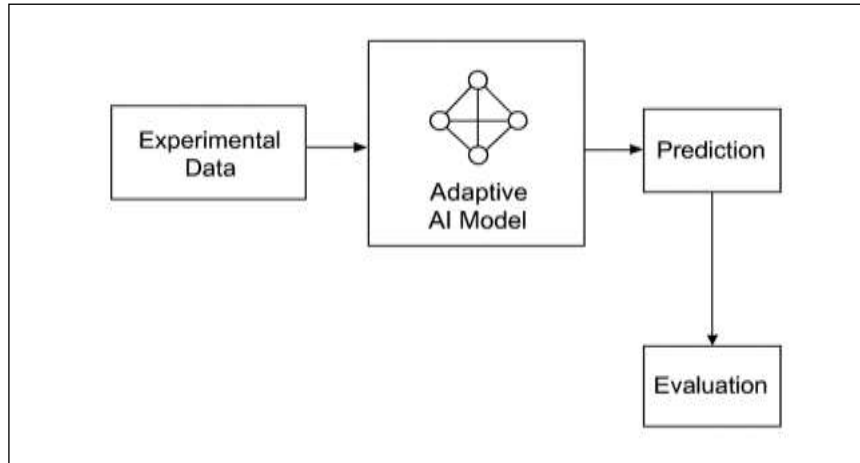 Experimental
Data
Adaptive
AI Model
Prediction
Evaluation